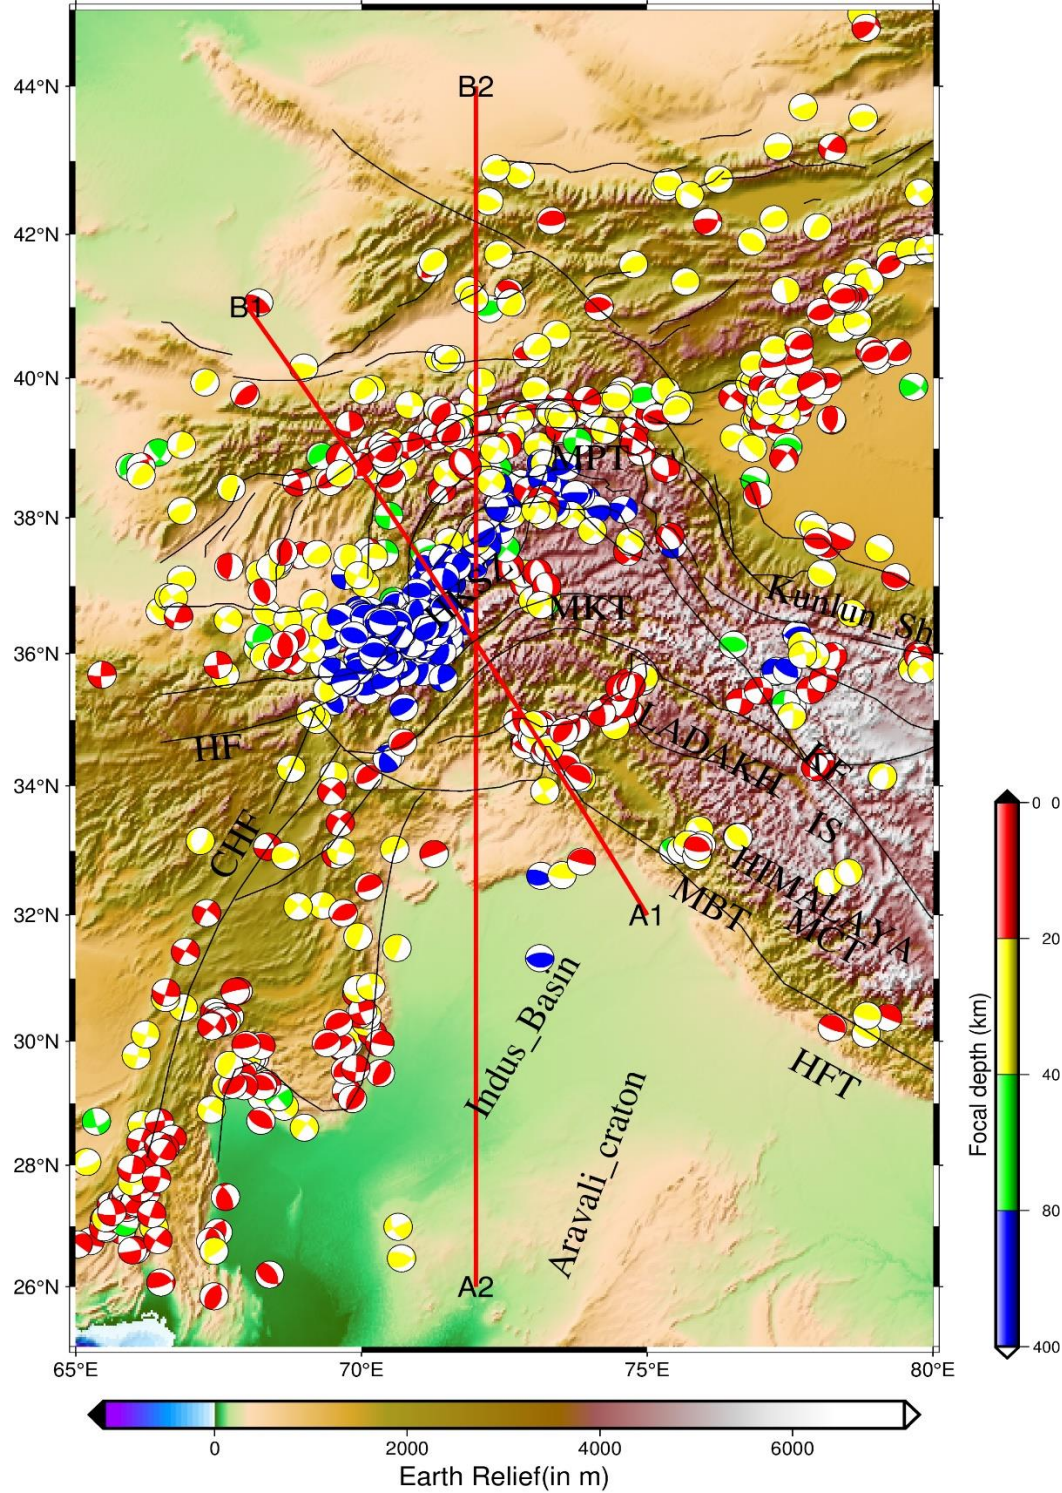 B2
44°N
42°N
B1
40°N
MPT
38°N
Kunlun_Sh
MKT
36°N
LADAKH
KF
HF
34°N
IS
CHF
HIMALAYA
MBT
MCT
32°N
A1
Indus_Basin
30°N
HFT
Aravali_craton
28°N
26°N
A2
65°E
70°E
75°E
80°E
0 0
20
40
80
400
Focal depth (km)
0
2000
4000
6000
Earth Relief(in m)